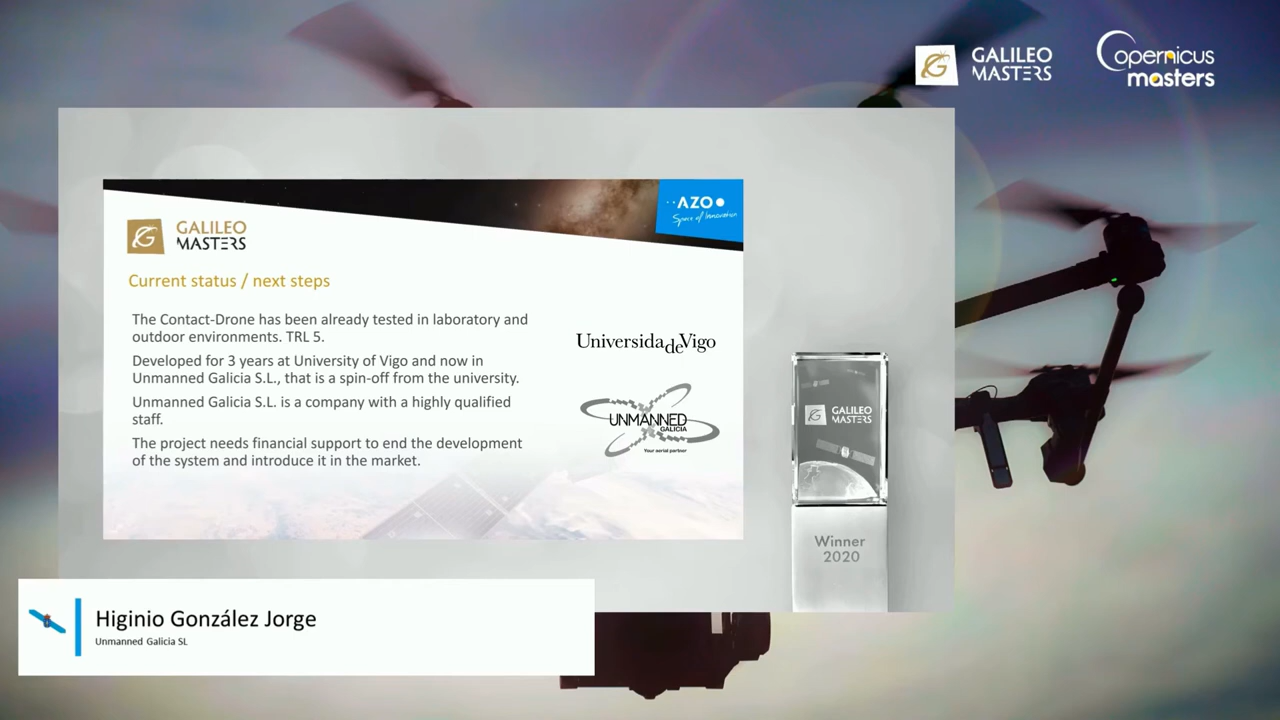 GALILEO
MASTERS
Copernicus
masters
AZO
Space of Innovation
GALILEO
MASTERS
Current status / next steps
The Contact-Drone has been already tested in laboratory and
outdoor environments. TRL 5.
Developed for 3 years at University of Vigo and now in
Unmanned Galicia S.L., that is a spin-off from the university.
Unmanned Galicia S.L. is a company with a highly qualified
staff.
The project needs financial support to end the development
of the system and introduce it in the market.
UniversidadeVigo
UNMANNED
GALICIA
Your aerial partner
GALILEO
MASTERS
Winner
2020
Higinio González Jorge
Unmanned Galicia SL